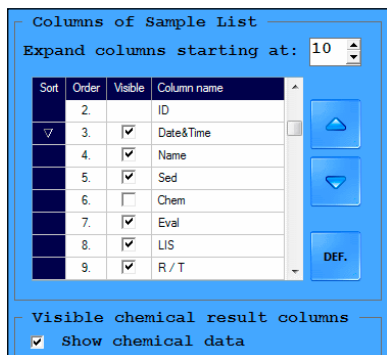 Columns of Sample List
Expand columns starting at: 10
Sort Order Visible Column name
2. ID
3. Date&Time
4. Name
5. Sed
6. Chem
7. Eval
8. LIS
9. R / T
DEF.
Visible chemical result columns
Show chemical data